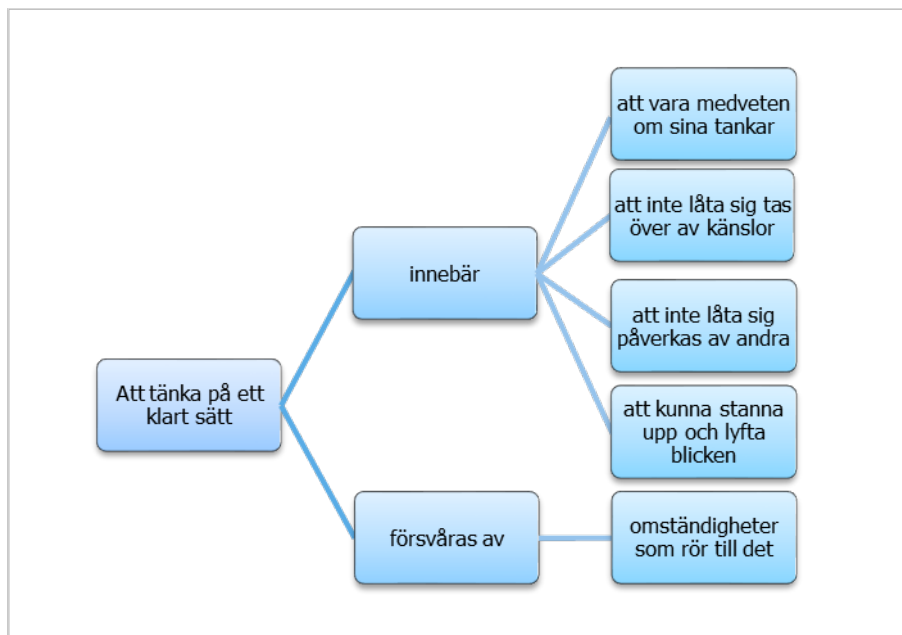 att vara medveten
om sina tankar
att inte låta sig tas
över av känslor
innebär
att inte låta sig
påverkas av andra
Att tänka på ett
klart sätt
att kunna stanna
upp och lyfta
blicken
försvåras av
omständigheter
som rör till det